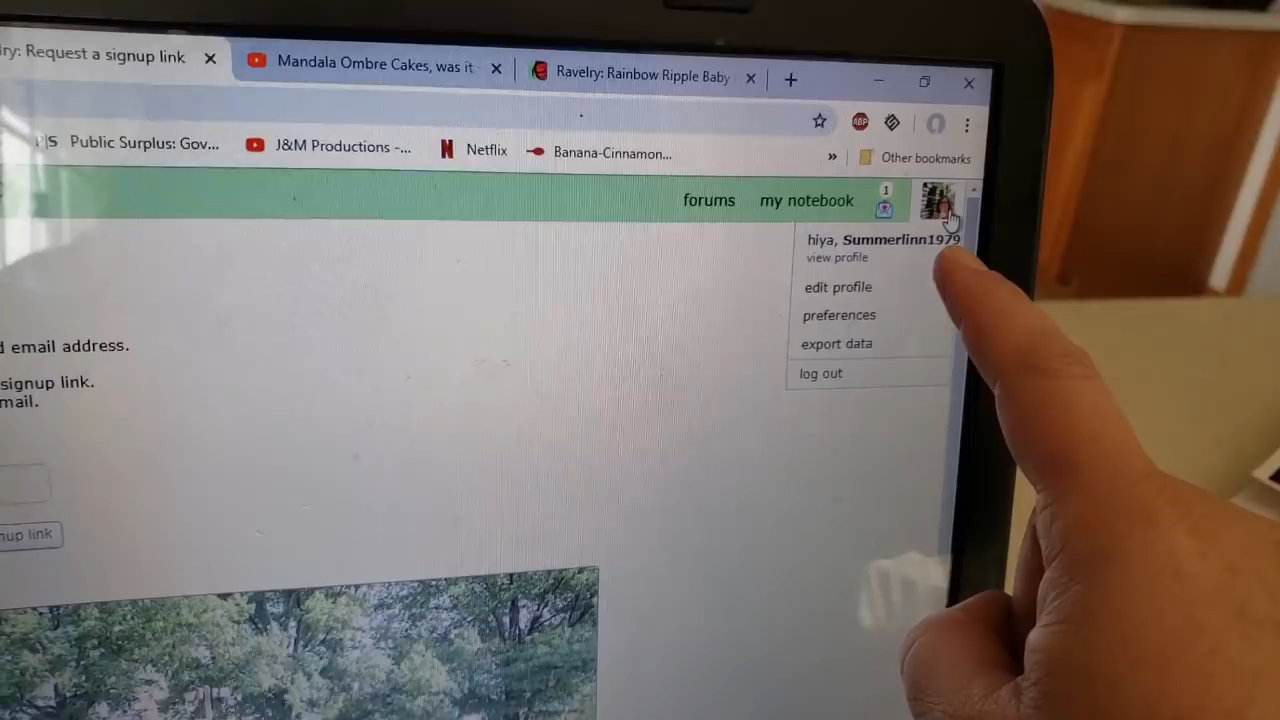 ry: Request a signup link
Mandala Ombre Cakes, was it
Ravelry: Rainbow Ripple Baby
ABP
Public Surplus: Gov...
J&M Productions -...
N Netflix
Banana-Cinnamon...
» Other bookmarks
forums my notebook 1
hiya, Summerlinn1979
view profile
edit profile
preferences
export data
log out
email address.
signup link.
mail.
link